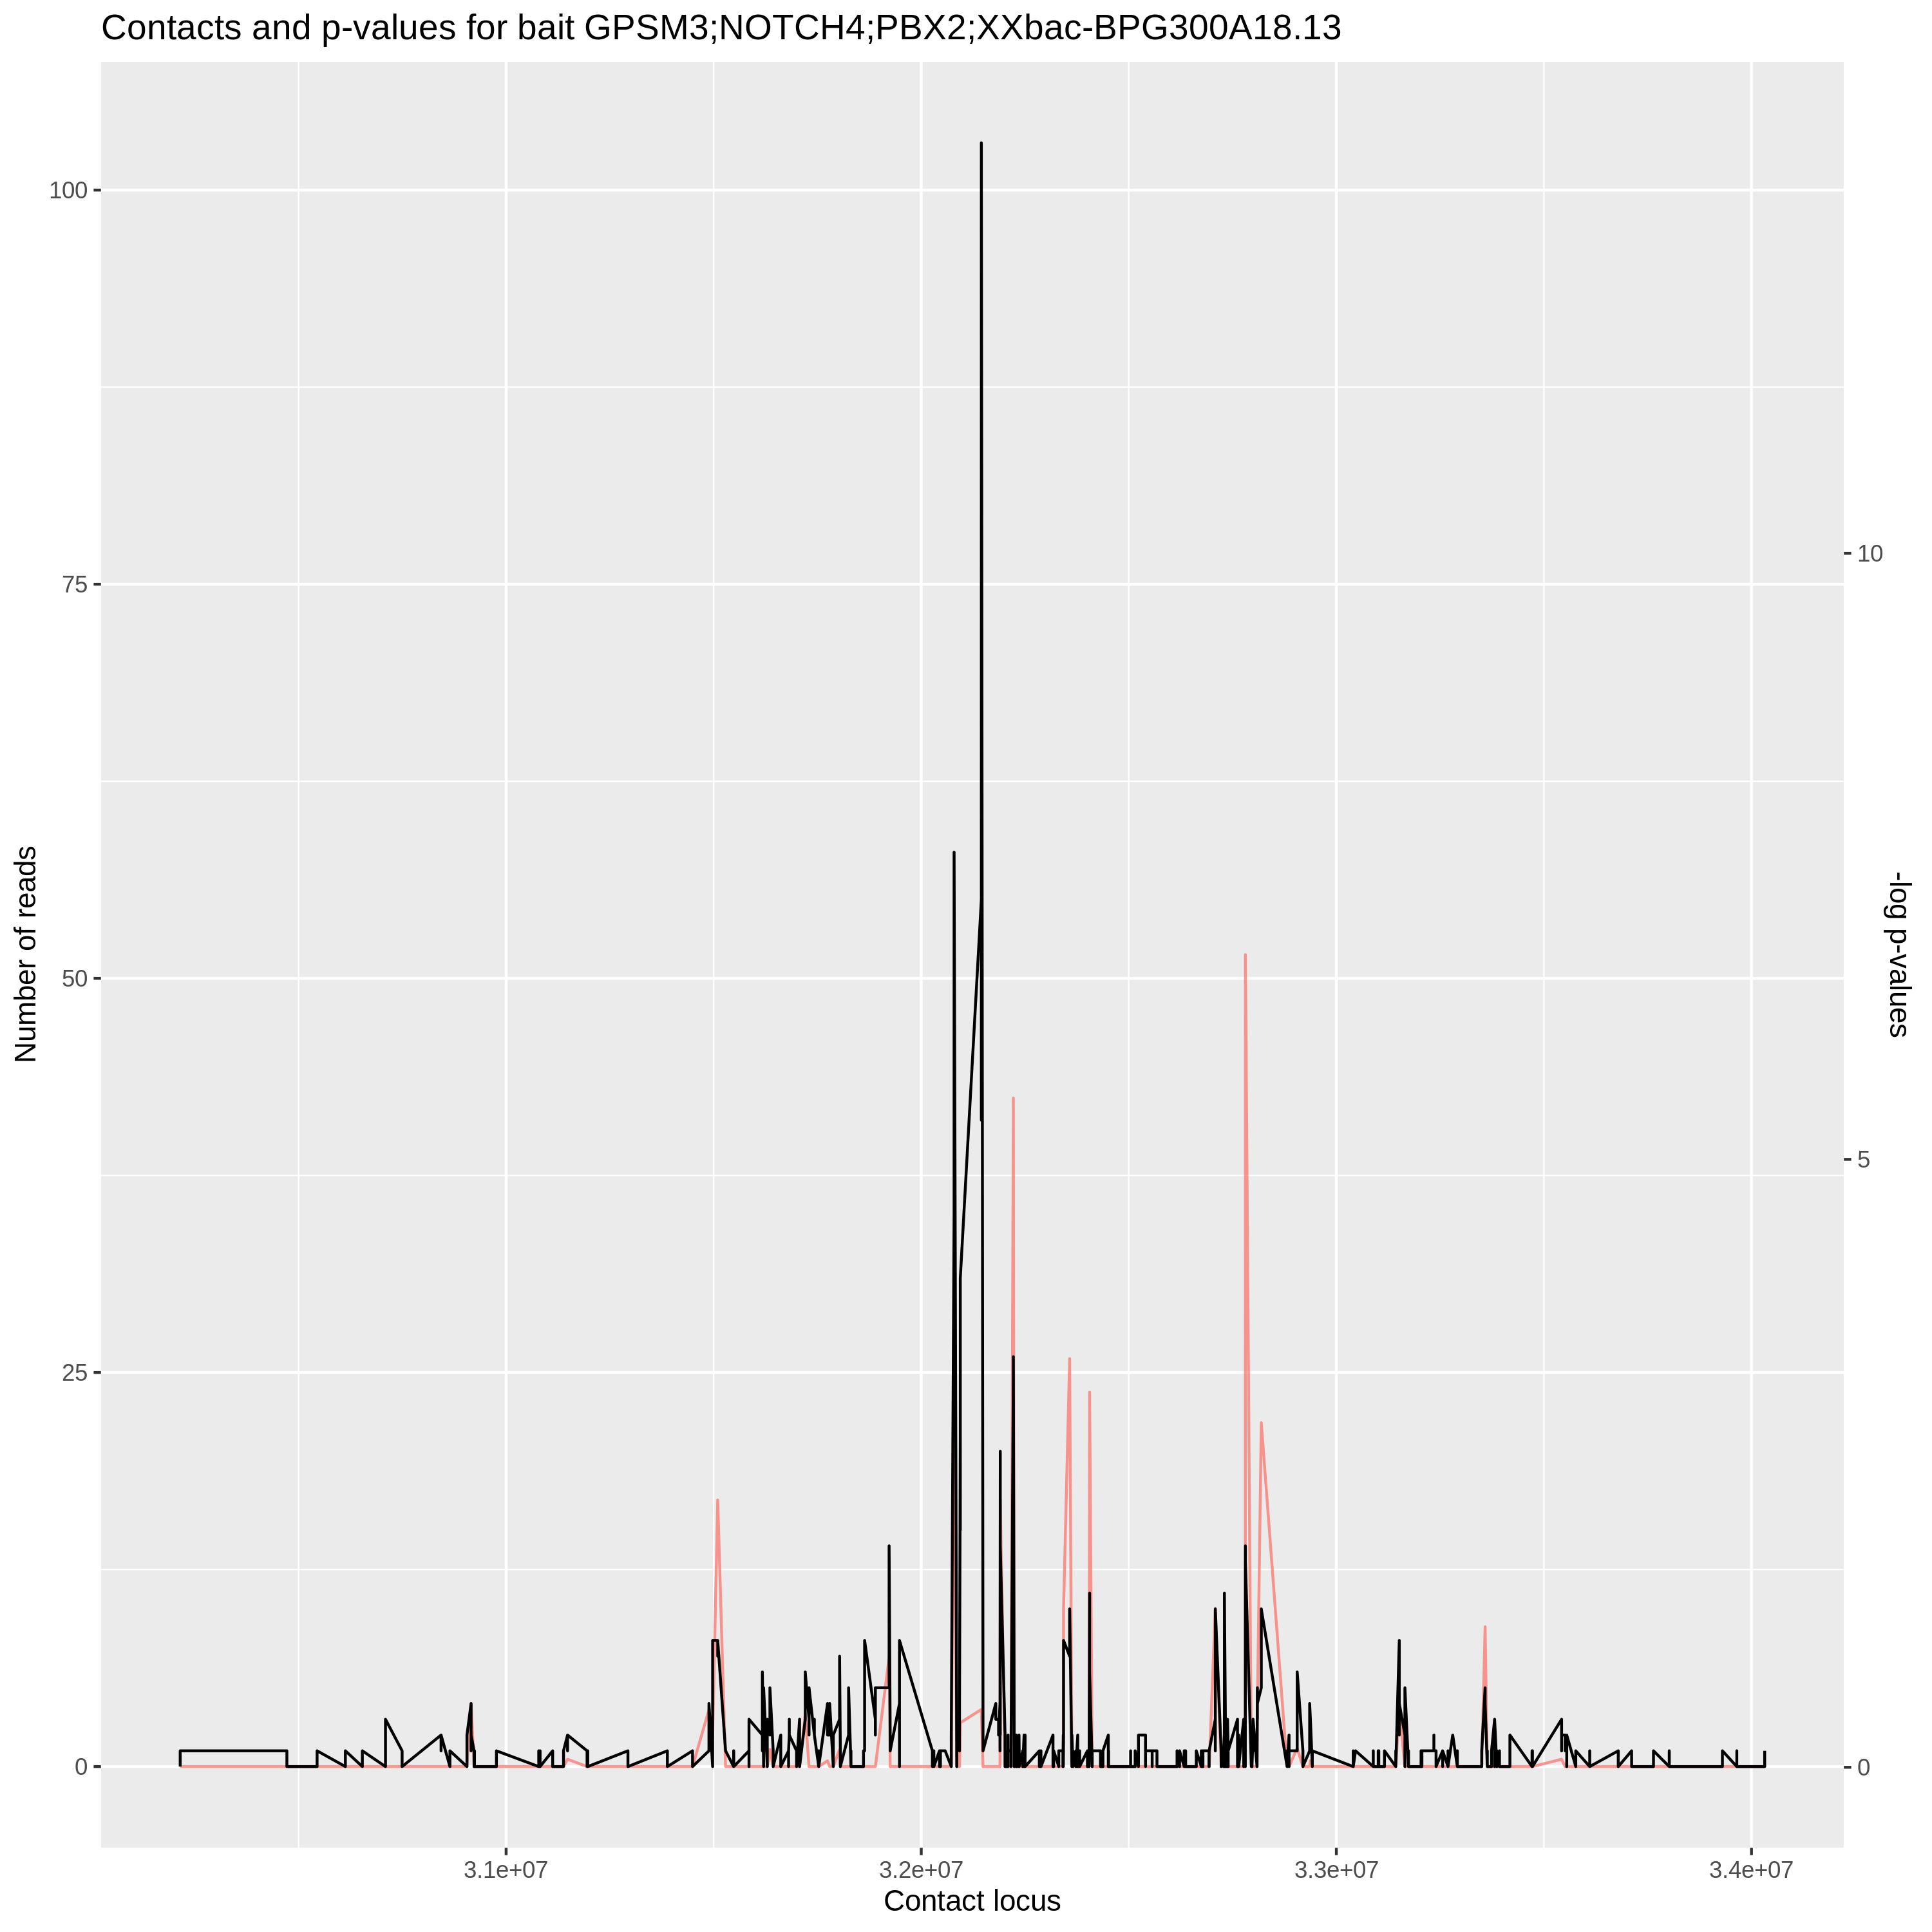 Contacts and p-values for bait GPSM3;NOTCH4;PBX2;XXbac-BPG300A18.13
100
75
50
25
0
Number of reads
10
5
0
-log p-values
3.1e+07
3.2e+07
3.3e+07
3.4e+07
Contact locus